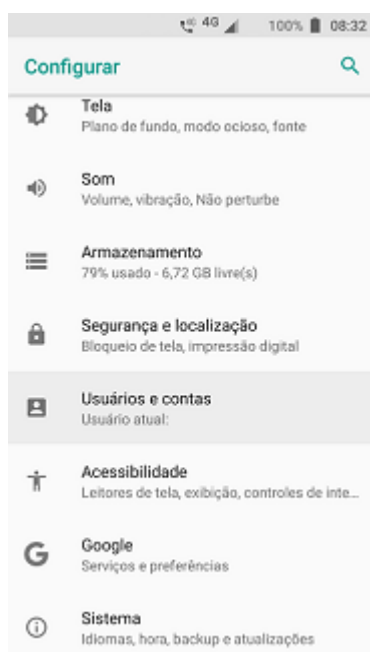 4G 100% 08:32
Configurar
Tela
Plano de fundo, modo ocioso, fonte
Som
Volume, vibração, Não perturbe
Armazenamento
79% usado - 6,72 GB livre(s)
Segurança e localização
Bloqueio de tela, impressão digital
Usuários e contas
Usuário atual:
Acessibilidade
Leitores de tela, exibição, controles de inte...
Google
Serviços e preferências
Sistema
Idiomas, hora, backup e atualizações